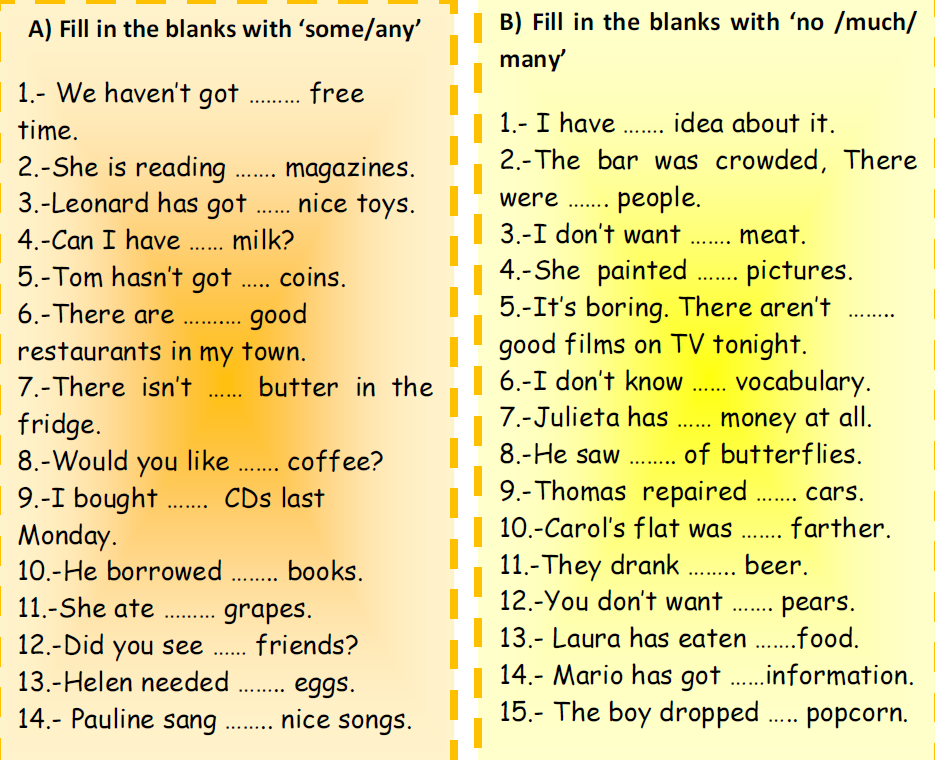 A) Fill in the blanks with ‘some/any’
1.- We haven’t got ……… free
time.
2.-She is reading ……. magazines.
3.-Leonard has got …… nice toys.
4.-Can I have …… milk?
5.-Tom hasn’t got ….. coins.
6.-There are ………. good
restaurants in my town.
7.-There isn’t …… butter in the
fridge.
8.-Would you like ……. coffee?
9.-I bought ……. CDs last
Monday.
10.-He borrowed …….. books.
11.-She ate ……… grapes.
12.-Did you see …… friends?
13.-Helen needed …….. eggs.
14.- Pauline sang …….. nice songs.
B) Fill in the blanks with ‘no /much/
many’
1.- I have ……. idea about it.
2.-The bar was crowded, There
were ……. people.
3.-I don’t want ……. meat.
4.-She painted ……. pictures.
5.-It’s boring. There aren’t ……..
good films on TV tonight.
6.-I don’t know …… vocabulary.
7.-Julieta has …… money at all.
8.-He saw …….. of butterflies.
9.-Thomas repaired ……. cars.
10.-Carol’s flat was ……. farther.
11.-They drank …….. beer.
12.-You don’t want ……. pears.
13.- Laura has eaten …….food.
14.- Mario has got ……information.
15.- The boy dropped ….. popcorn.